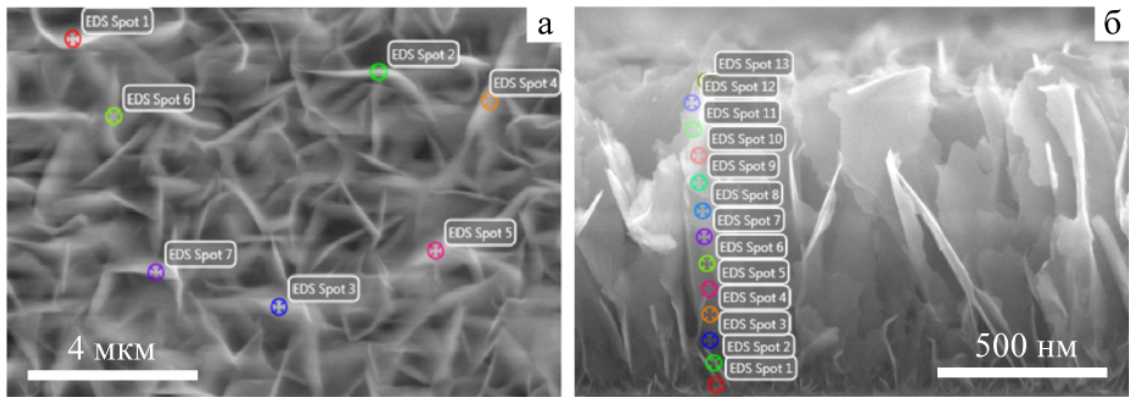 а
EDS Spot 1
EDS Spot 2
EDS Spot 4
EDS Spot 6
EDS Spot 5
EDS Spot 7
EDS Spot 3
4 мкм
б
EDS Spot 13
EDS Spot 12
EDS Spot 11
EDS Spot 10
EDS Spot 9
EDS Spot 8
EDS Spot 7
EDS Spot 6
EDS Spot 5
EDS Spot 4
EDS Spot 3
EDS Spot 2
EDS Spot 1
500 нм